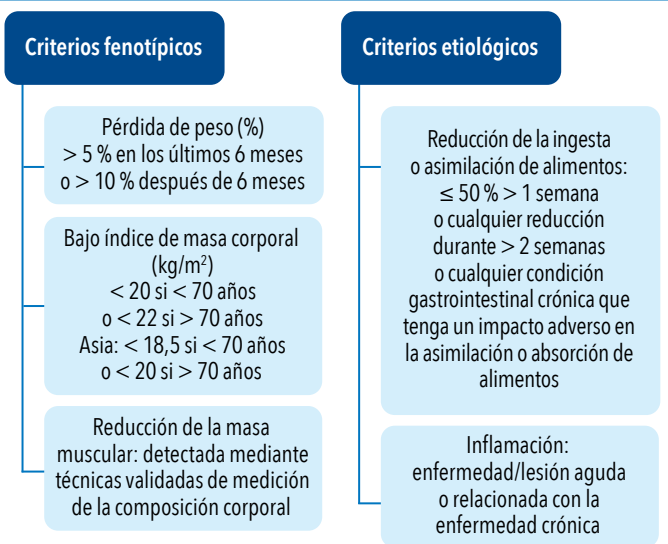 Criterios fenotípicos
Pérdida de peso (%)
> 5 % en los últimos 6 meses
o > 10 % después de 6 meses
Bajo índice de masa corporal
(kg/m²)
< 20 si < 70 años
o < 22 si > 70 años
Asia: < 18,5 si < 70 años
o < 20 si > 70 años
Reducción de la masa
muscular: detectada mediante
técnicas validadas de medición
de la composición corporal
Criterios etiológicos
Reducción de la ingesta
o asimilación de alimentos:
≤ 50 % > 1 semana
o cualquier reducción
durante > 2 semanas
o cualquier condición
gastrointestinal crónica que
tenga un impacto adverso en
la asimilación o absorción de
alimentos
Inflamación:
enfermedad/lesión aguda
o relacionada con la
enfermedad crónica